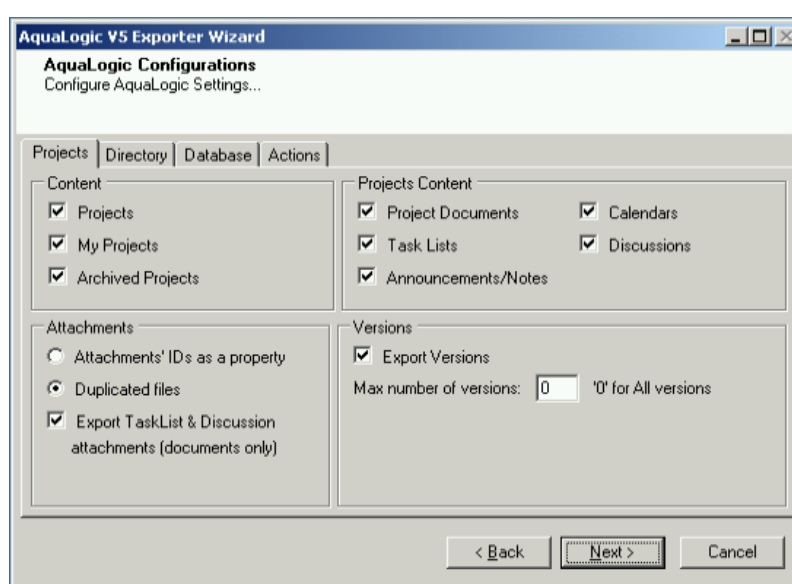 AquaLogic V5 Exporter Wizard
AquaLogic Configurations
Configure AquaLogic Settings...
Projects Directory Database Actions
Content
Projects
My Projects
Archived Projects
Projects Content
Project Documents
Calendars
Task Lists
Discussions
Announcements/Notes
Attachments
Attachments' IDs as a property
Duplicated files
Export TaskList & Discussion
attachments (documents only)
Versions
Export Versions
Max number of versions: 0 '0' for All versions
< Back Next > Cancel